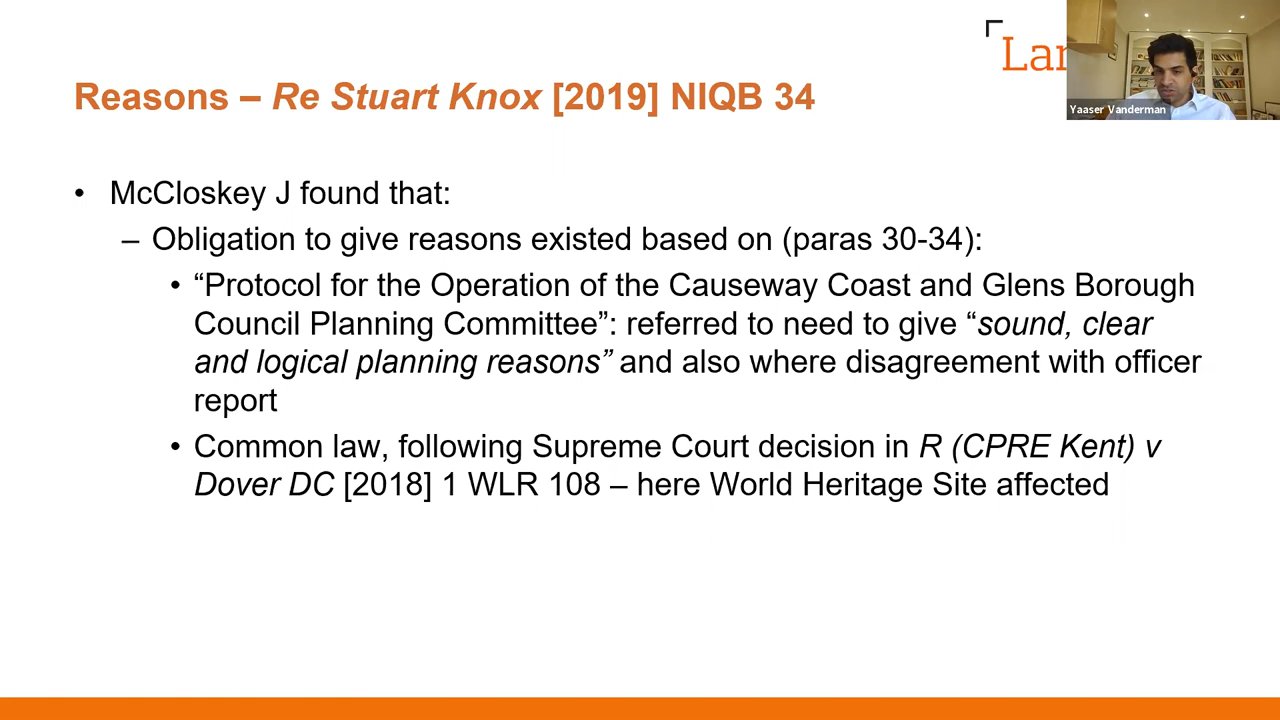 Reasons – Re Stuart Knox [2019] NIQB 34
Yaaser Vanderman
• McCloskey J found that:
– Obligation to give reasons existed based on (paras 30-34):
• “Protocol for the Operation of the Causeway Coast and Glens Borough
Council Planning Committee”: referred to need to give “sound, clear
and logical planning reasons” and also where disagreement with officer
report
• Common law, following Supreme Court decision in R (CPRE Kent) v
Dover DC [2018] 1 WLR 108 – here World Heritage Site affected